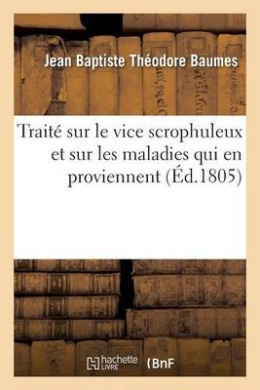 Jean Baptiste Théodore Baumes
Traité sur le vice scrophuleux
et sur les maladies qui en
proviennent (Éd.1805)
hachette
LIVRE
{BnF